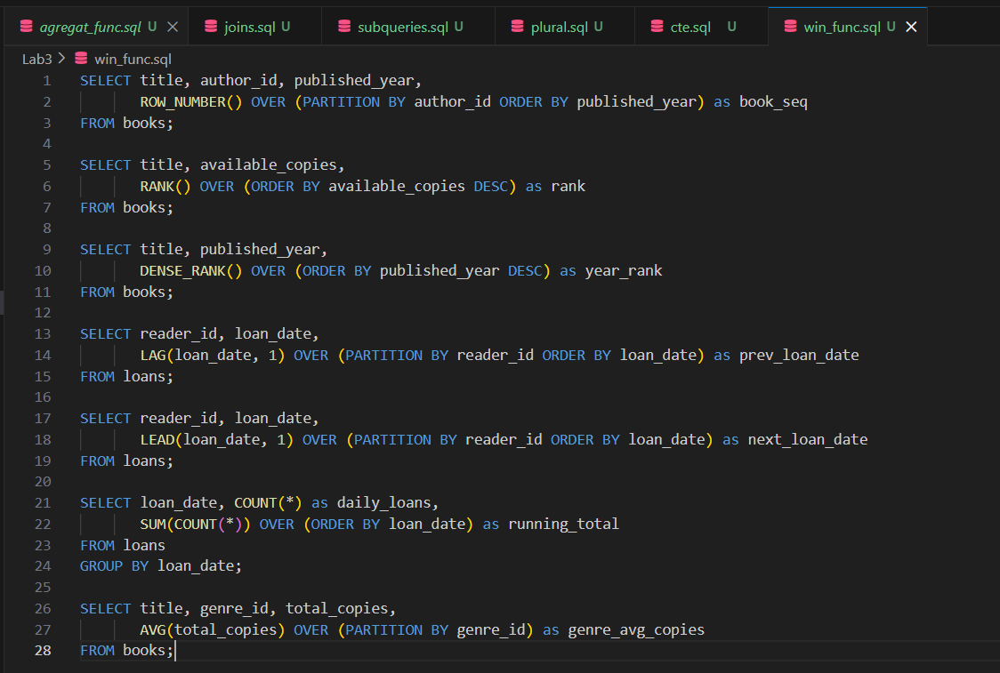 agregat_func.sql U joins.sql U subqueries.sql U plural.sql U cte.sql U win_func.sql U
Lab3 > win_func.sql
1 SELECT title, author_id, published_year,
2 ROW_NUMBER() OVER (PARTITION BY author_id ORDER BY published_year) as book_seq
3 FROM books;
4
5 SELECT title, available_copies,
6 RANK() OVER (ORDER BY available_copies DESC) as rank
7 FROM books;
8
9 SELECT title, published_year,
10 DENSE_RANK() OVER (ORDER BY published_year DESC) as year_rank
11 FROM books;
12
13 SELECT reader_id, loan_date,
14 LAG(loan_date, 1) OVER (PARTITION BY reader_id ORDER BY loan_date) as prev_loan_date
15 FROM loans;
16
17 SELECT reader_id, loan_date,
18 LEAD(loan_date, 1) OVER (PARTITION BY reader_id ORDER BY loan_date) as next_loan_date
19 FROM loans;
20
21 SELECT loan_date, COUNT(*) as daily_loans,
22 SUM(COUNT(*)) OVER (ORDER BY loan_date) as running_total
23 FROM loans
24 GROUP BY loan_date;
25
26 SELECT title, genre_id, total_copies,
27 AVG(total_copies) OVER (PARTITION BY genre_id) as genre_avg_copies
28 FROM books;